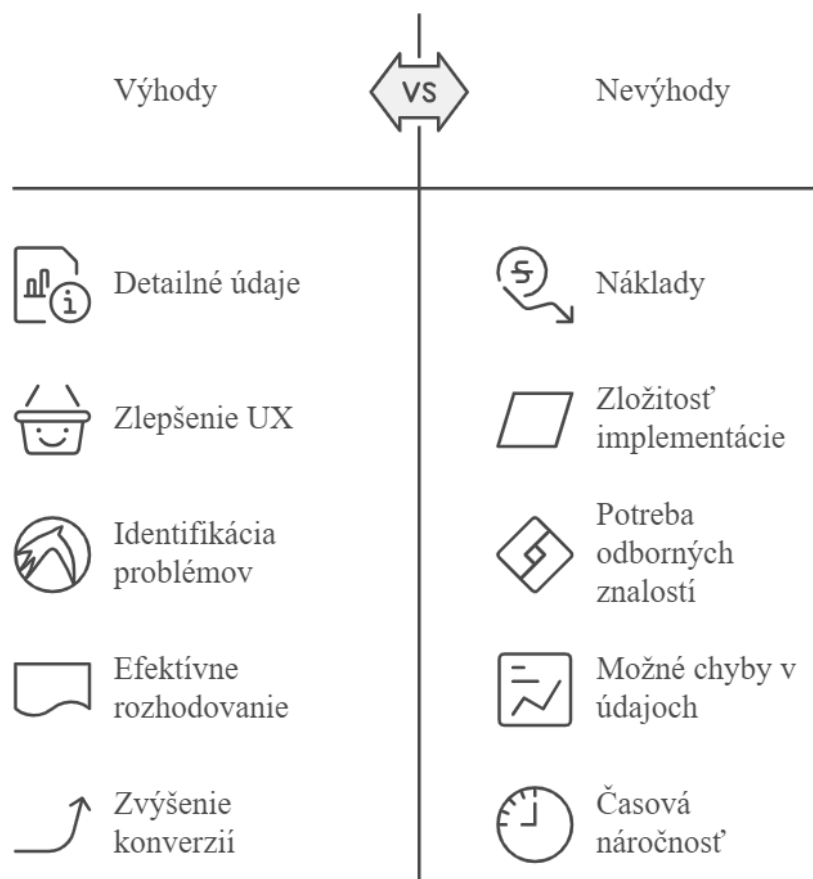 Výhody
VS
Nevýhody
Detailné údaje
Náklady
Zlepšenie UX
Zložitosť
implementácie
Identifikácia
problémov
Potreba
odborných
znalostí
Efektívne
rozhodovanie
Možné chyby v
údajoch
Zvýšenie
konverzií
Časová
náročnosť